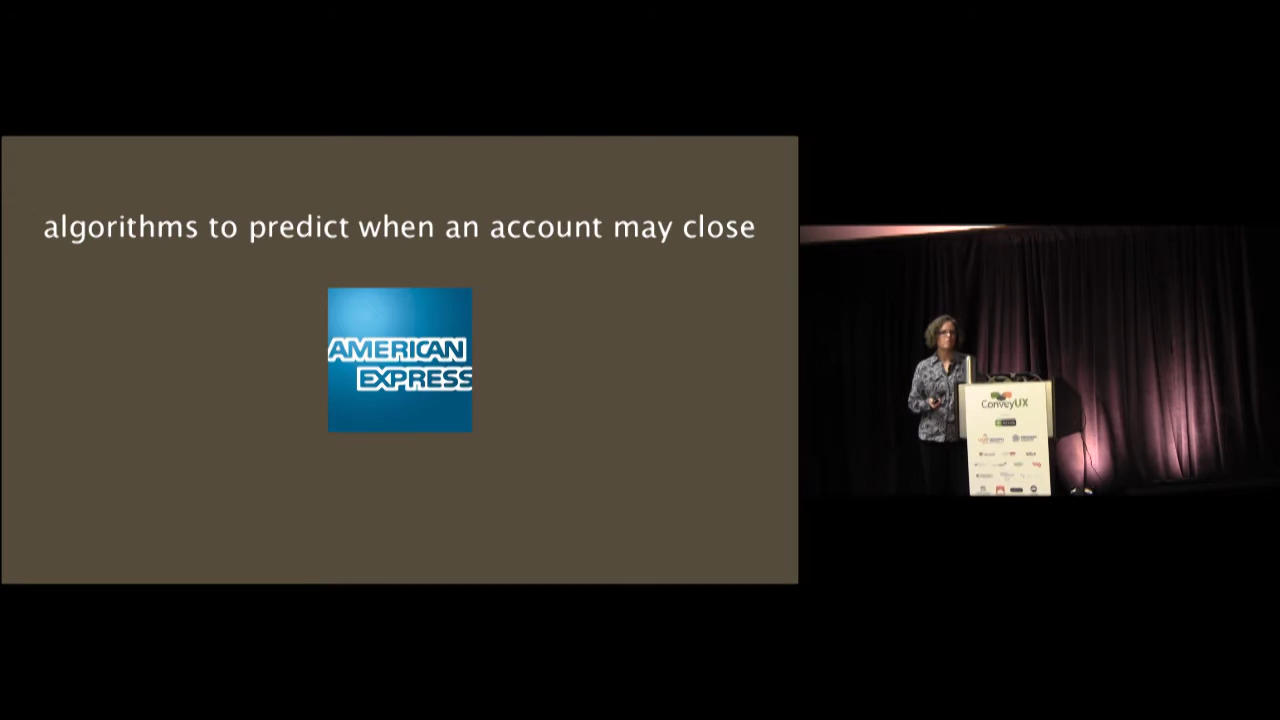 algorithms to predict when an account may close
AMERICAN
EXPRESS
ConveyUX